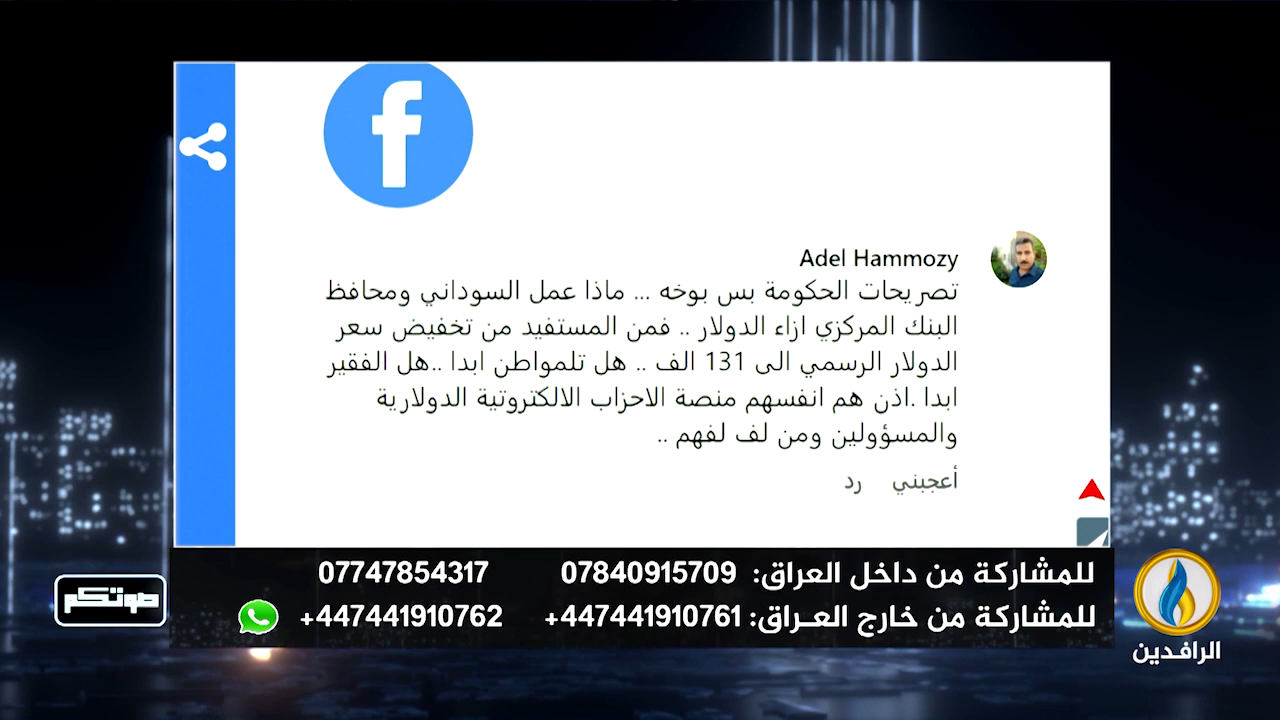 Adel Hammozy
تصريحات الحكومة بس بوخه ... ماذا عمل السوداني ومحافظ
البنك المركزي ازاء الدولار .. فمن المستفيد من تخفيض سعر
الدولار الرسمي الى 131 الف .. هل تلمواطن ابدا ..هل الفقير
ابدا .اذن هم انفسهم منصة الاحزاب الالكتروتية الدولارية
والمسؤولين ومن لف لفهم ..
أعجبني رد
للمشاركة من داخل العراق: 07840915709 07747854317
للمشاركة من خارج العـراق: 447441910761+ 447441910762+
صوتكم
الرافدين